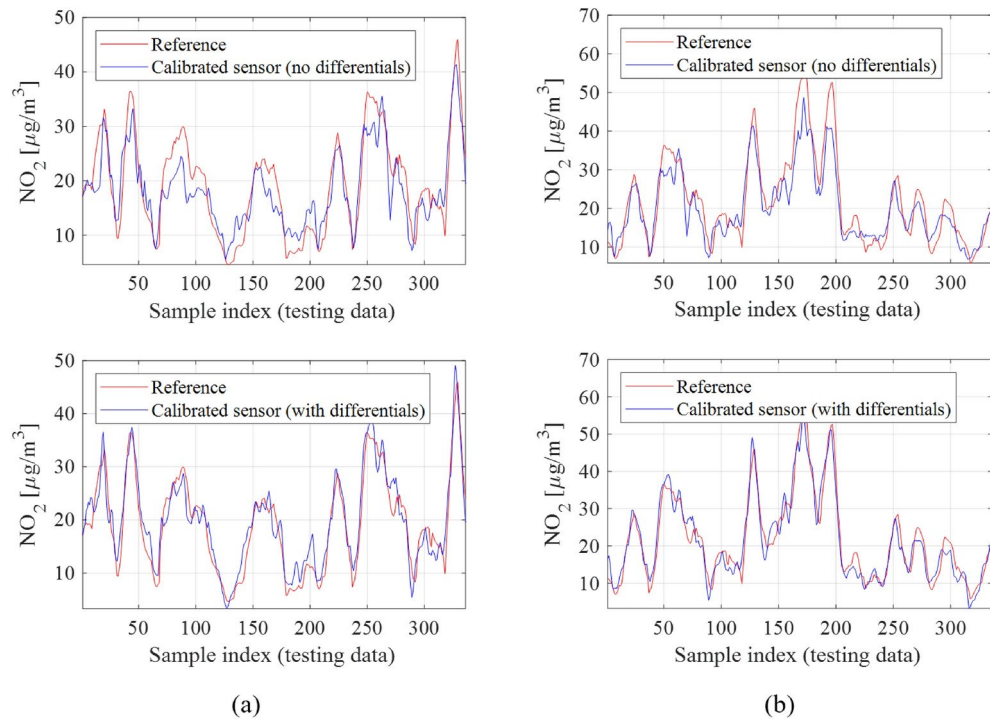 50
40
30
20
10
NO2 [µg/m3]
Reference
Calibrated sensor (no differentials)
50 100 150 200 250 300
Sample index (testing data)
70
60
50
40
30
20
10
NO2 [µg/m3]
Reference
Calibrated sensor (no differentials)
50 100 150 200 250 300
Sample index (testing data)
50
40
30
20
10
NO2 [µg/m3]
Reference
Calibrated sensor (with differentials)
50 100 150 200 250 300
Sample index (testing data)
70
60
50
40
30
20
10
NO2 [µg/m3]
Reference
Calibrated sensor (with differentials)
50 100 150 200 250 300
Sample index (testing data)
(a)
(b)